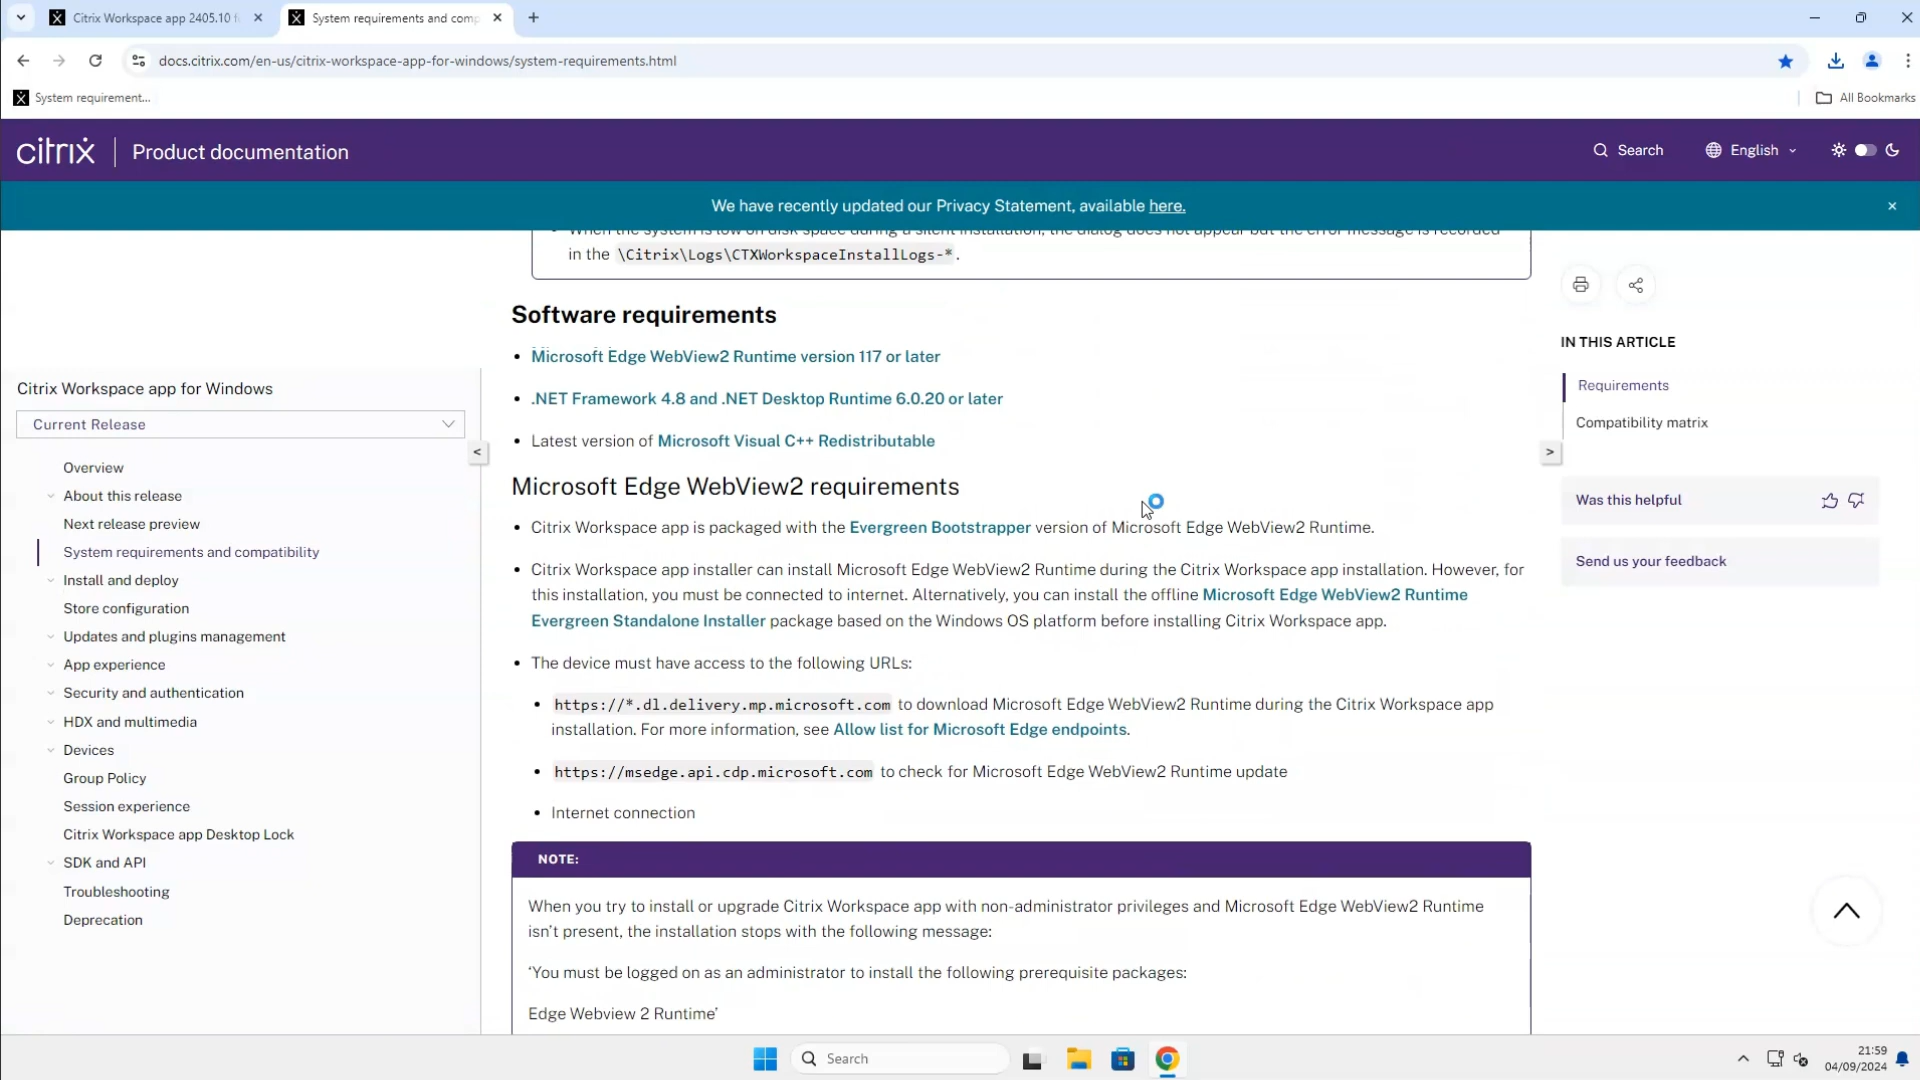 Citrix Workspace app 2405.10 f
System requirements and comp
docs.citrix.com/en-us/citrix-workspace-app-for-windows/system-requirements.html
System requirement...
All Bookmarks
citrix
Product documentation
Search
English
We have recently updated our Privacy Statement, available here.
When the system is low on disk space during a silent installation, the dialog does not appear but the error message is recorded
in the \Citrix\Logs\CTXWorkspaceInstallLogs-*.
Software requirements
Microsoft Edge WebView2 Runtime version 117 or later
.NET Framework 4.8 and .NET Desktop Runtime 6.0.20 or later
Latest version of Microsoft Visual C++ Redistributable
Microsoft Edge WebView2 requirements
Citrix Workspace app is packaged with the Evergreen Bootstrapper version of Microsoft Edge WebView2 Runtime.
Citrix Workspace app installer can install Microsoft Edge WebView2 Runtime during the Citrix Workspace app installation. However, for
this installation, you must be connected to internet. Alternatively, you can install the offline Microsoft Edge WebView2 Runtime
Evergreen Standalone Installer package based on the Windows OS platform before installing Citrix Workspace app.
The device must have access to the following URLs:
https://*.dl.delivery.mp.microsoft.com to download Microsoft Edge WebView2 Runtime during the Citrix Workspace app
installation. For more information, see Allow list for Microsoft Edge endpoints.
https://msedge.api.cdp.microsoft.com to check for Microsoft Edge WebView2 Runtime update
Internet connection
NOTE:
When you try to install or upgrade Citrix Workspace app with non-administrator privileges and Microsoft Edge WebView2 Runtime
isn't present, the installation stops with the following message:
‘You must be logged on as an administrator to install the following prerequisite packages:
Edge Webview 2 Runtime’
Citrix Workspace app for Windows
Current Release
Overview
About this release
Next release preview
System requirements and compatibility
Install and deploy
Store configuration
Updates and plugins management
App experience
Security and authentication
HDX and multimedia
Devices
Group Policy
Session experience
Citrix Workspace app Desktop Lock
SDK and API
Troubleshooting
Deprecation
<
>
IN THIS ARTICLE
Requirements
Compatibility matrix
Was this helpful
Send us your feedback
Search
21:59
04/09/2024